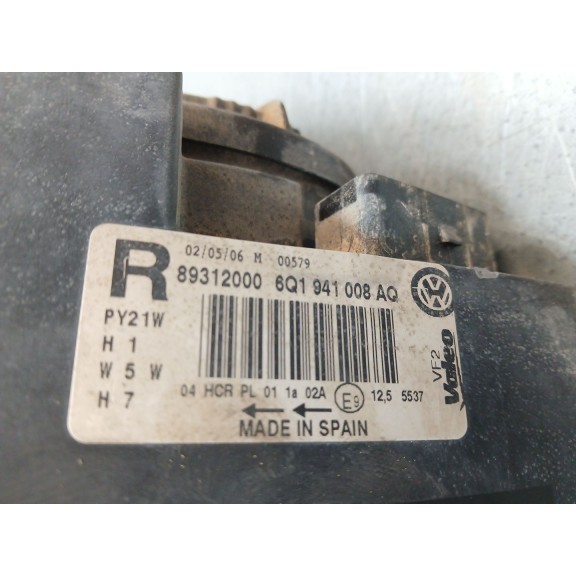 R
02/05/06 M 00579
89312000 6Q1 941 008 AQ
PY21W
H 1
W 5 W
H 7
04 HCR PL 01 1a 02A E9 12,5 5537
MADE IN SPAIN
VF2
Valeo